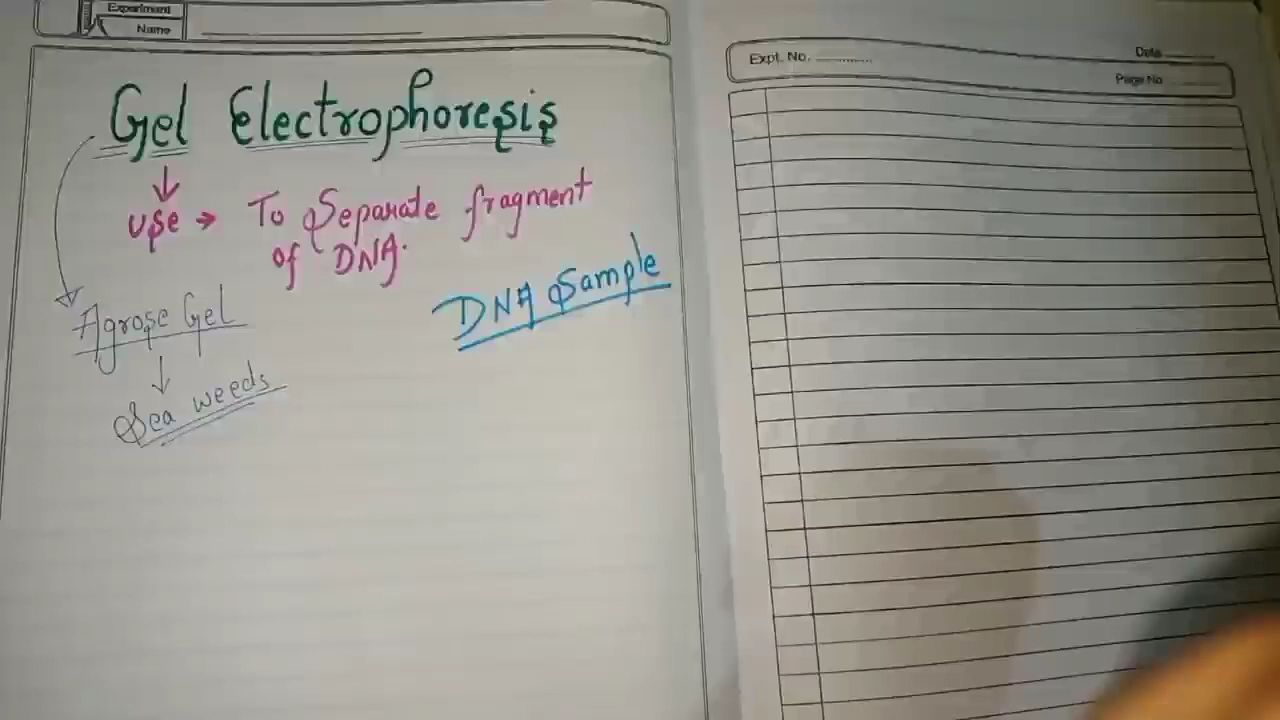 Experiment
Name
Gel Electrophoresis
use → To Separate fragment
of DNA.
DNA Sample
Agrose Gel
Sea weeds
Expt. No.
Date
Page No